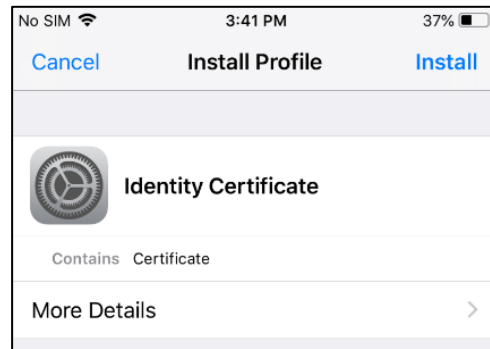 No SIM 3:41 PM 37%
Cancel Install Profile Install
Identity Certificate
Contains Certificate
More Details